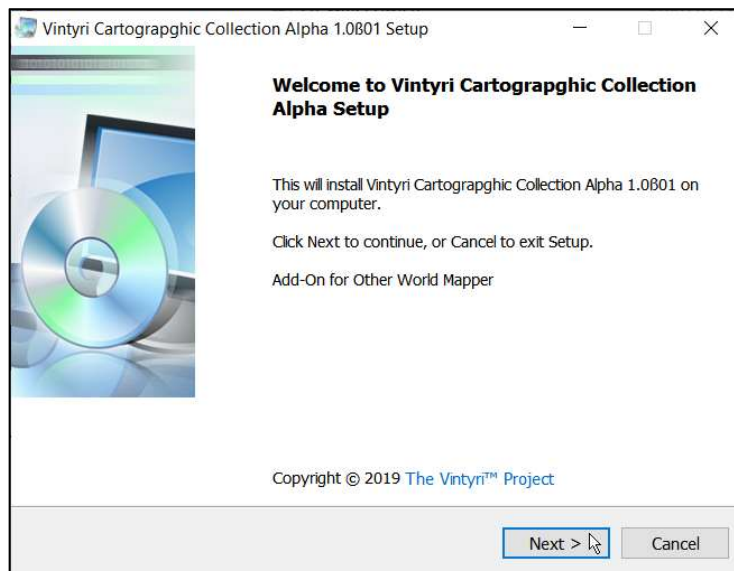 Vintyri Cartograpghic Collection Alpha 1.0ß01 Setup
Welcome to Vintyri Cartograpghic Collection
Alpha Setup
This will install Vintyri Cartograpghic Collection Alpha 1.0ß01 on
your computer.
Click Next to continue, or Cancel to exit Setup.
Add-On for Other World Mapper
Copyright © 2019 The Vintyri™ Project
Next >
Cancel